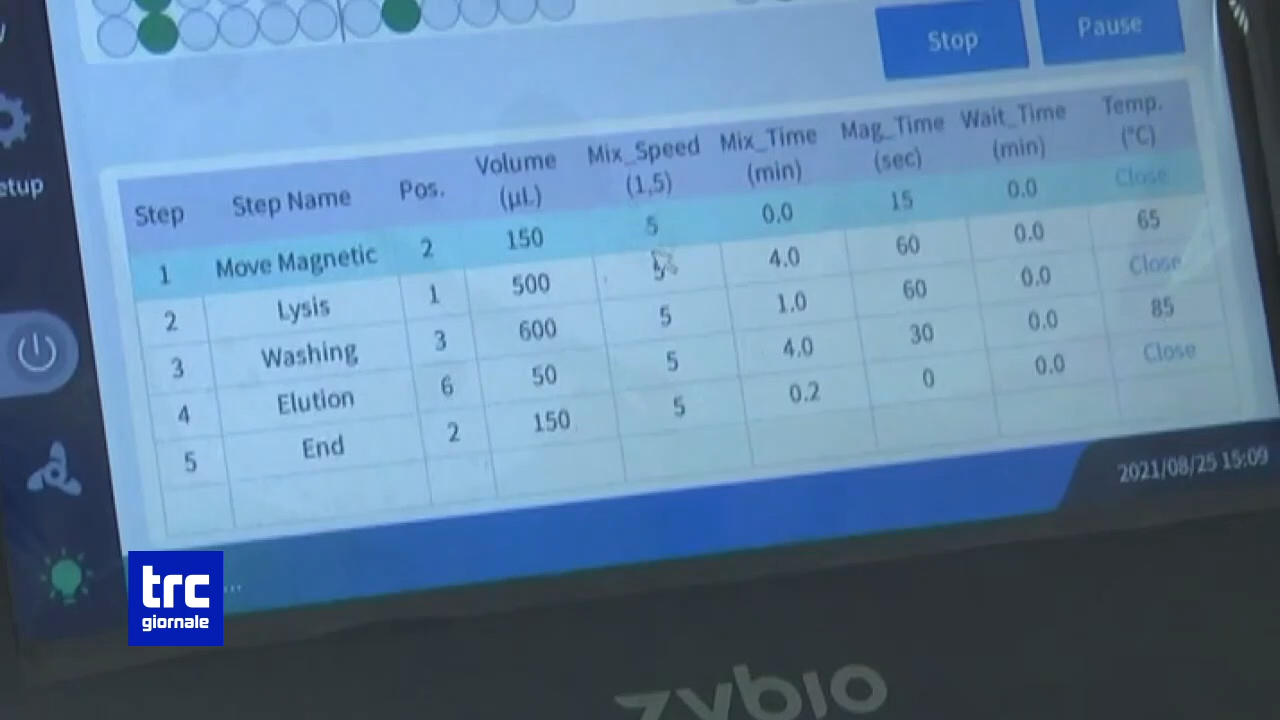 Stop Pause
etup
Step Step Name Pos. Volume (μL) Mix_Speed (1,5) Mix_Time (min) Mag_Time (sec) Wait_Time (min) Temp. (°C)
1 Move Magnetic 2 150 5 0.0 15 0.0 Close
2 Lysis 1 500 5 4.0 60 0.0 65
3 Washing 3 600 5 1.0 60 0.0 Close
4 Elution 6 50 5 4.0 30 0.0 85
5 End 2 150 5 0.2 0 0.0 Close
2021/08/25 15:09
...
trc
giornale
zybio